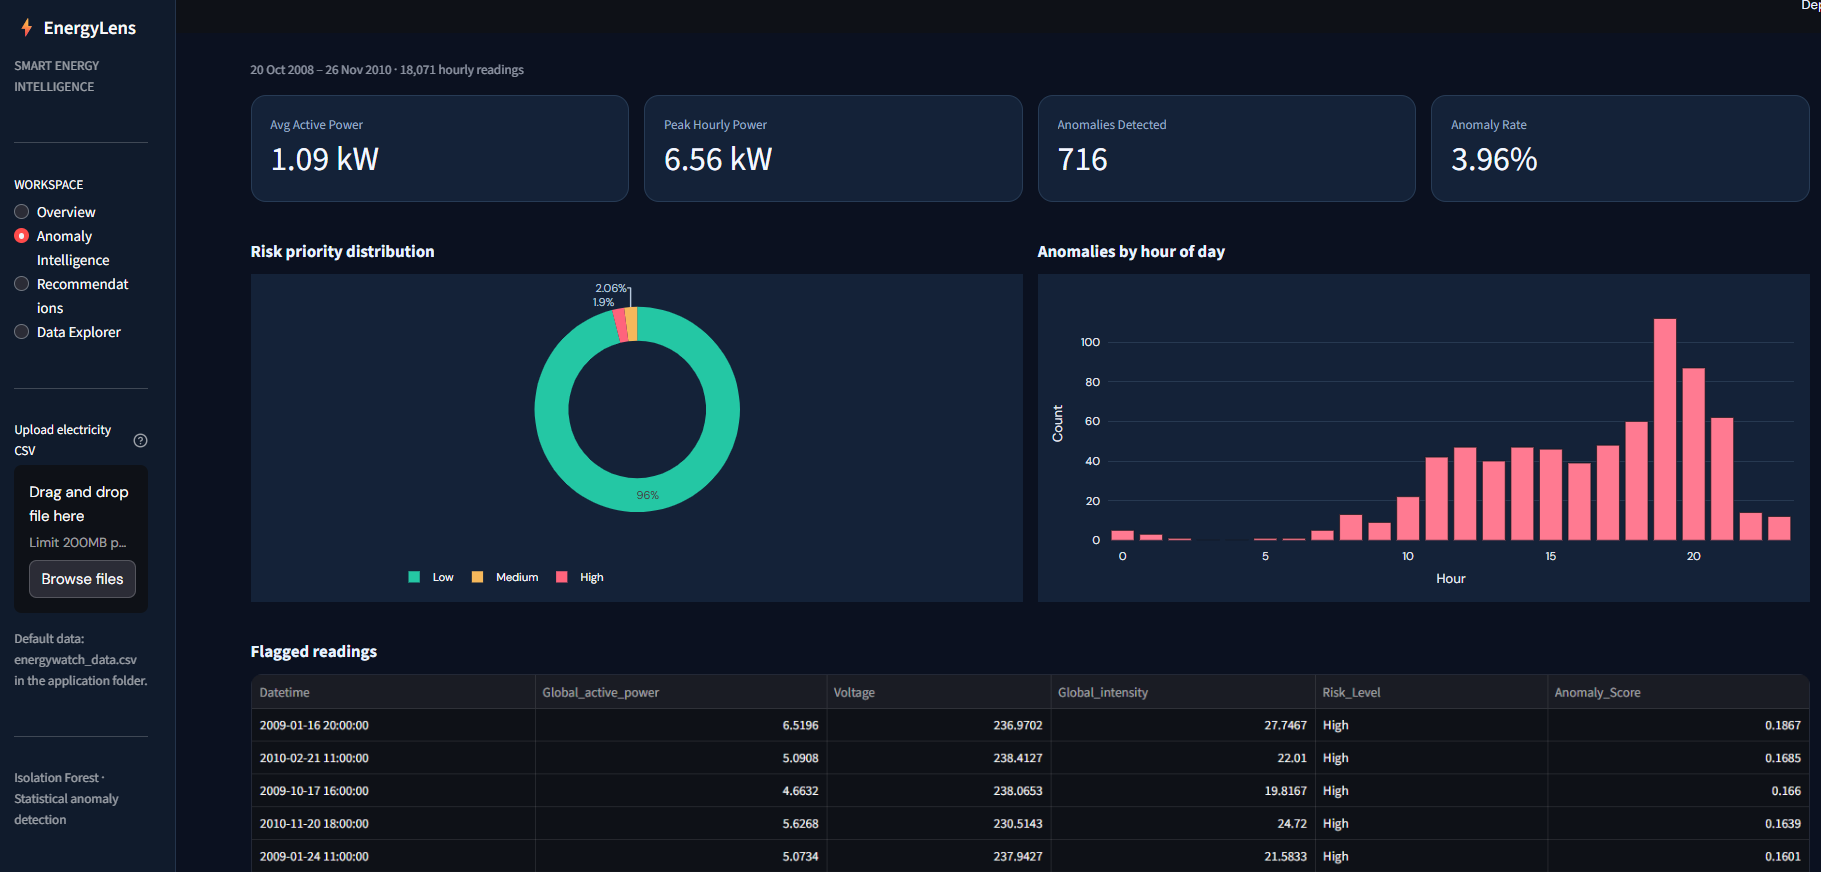 EnergyLens
SMART ENERGY
INTELLIGENCE
WORKSPACE
Overview
Anomaly
Intelligence
Recommendat
ions
Data Explorer
Upload electricity
CSV
Drag and drop
file here
Limit 200MB p...
Browse files
Default data:
energywatch_data.csv
in the application folder.
Isolation Forest ·
Statistical anomaly
detection
20 Oct 2008 – 26 Nov 2010 · 18,071 hourly readings
Avg Active Power
1.09 kW
Peak Hourly Power
6.56 kW
Anomalies Detected
716
Anomaly Rate
3.96%
Risk priority distribution
2.06%
1.9%
96%
Low Medium High
Anomalies by hour of day
100
80
60
40
20
0
Count
0 5 10 15 20
Hour
Flagged readings
Datetime Global_active_power Voltage Global_intensity Risk_Level Anomaly_Score
2009-01-16 20:00:00 6.5196 236.9702 27.7467 High 0.1867
2010-02-21 11:00:00 5.0908 238.4127 22.01 High 0.1685
2009-10-17 16:00:00 4.6632 238.0653 19.8167 High 0.166
2010-11-20 18:00:00 5.6268 230.5143 24.72 High 0.1639
2009-01-24 11:00:00 5.0734 237.9427 21.5833 High 0.1601